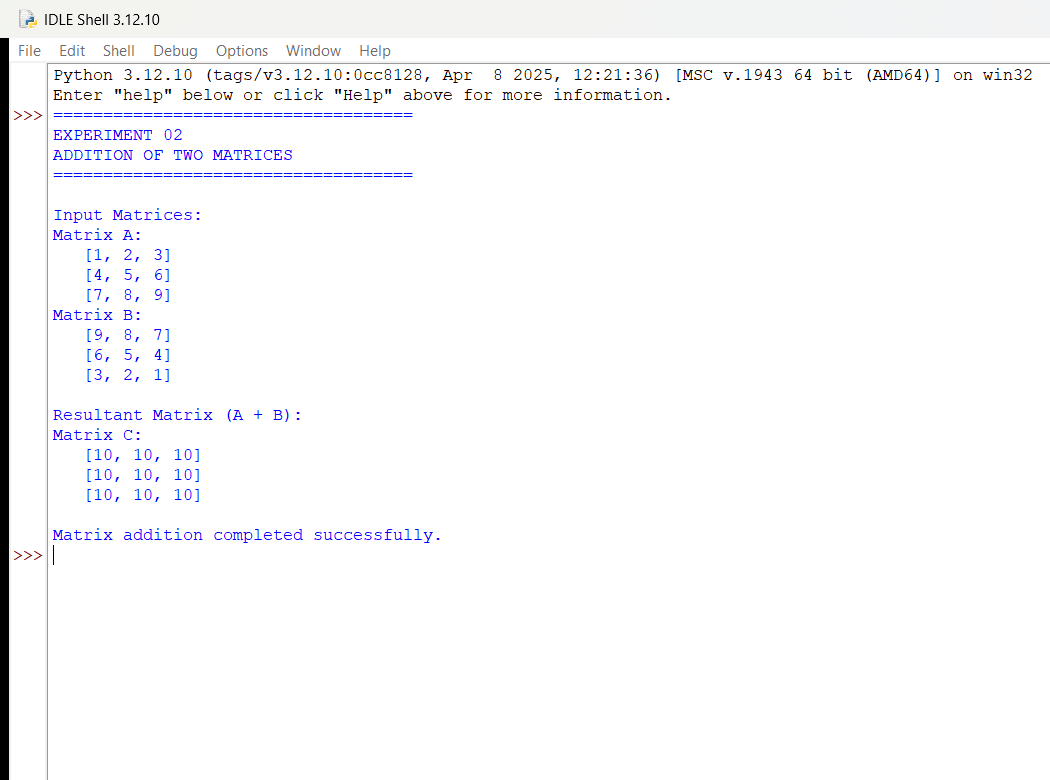 IDLE Shell 3.12.10
File Edit Shell Debug Options Window Help
Python 3.12.10 (tags/v3.12.10:0cc8128, Apr  8 2025, 12:21:36) [MSC v.1943 64 bit (AMD64)] on win32
Enter "help" below or click "Help" above for more information.
>>> ====================================
EXPERIMENT 02
ADDITION OF TWO MATRICES
====================================
Input Matrices:
Matrix A:
[1, 2, 3]
[4, 5, 6]
[7, 8, 9]
Matrix B:
[9, 8, 7]
[6, 5, 4]
[3, 2, 1]
Resultant Matrix (A + B):
Matrix C:
[10, 10, 10]
[10, 10, 10]
[10, 10, 10]
Matrix addition completed successfully.
>>>